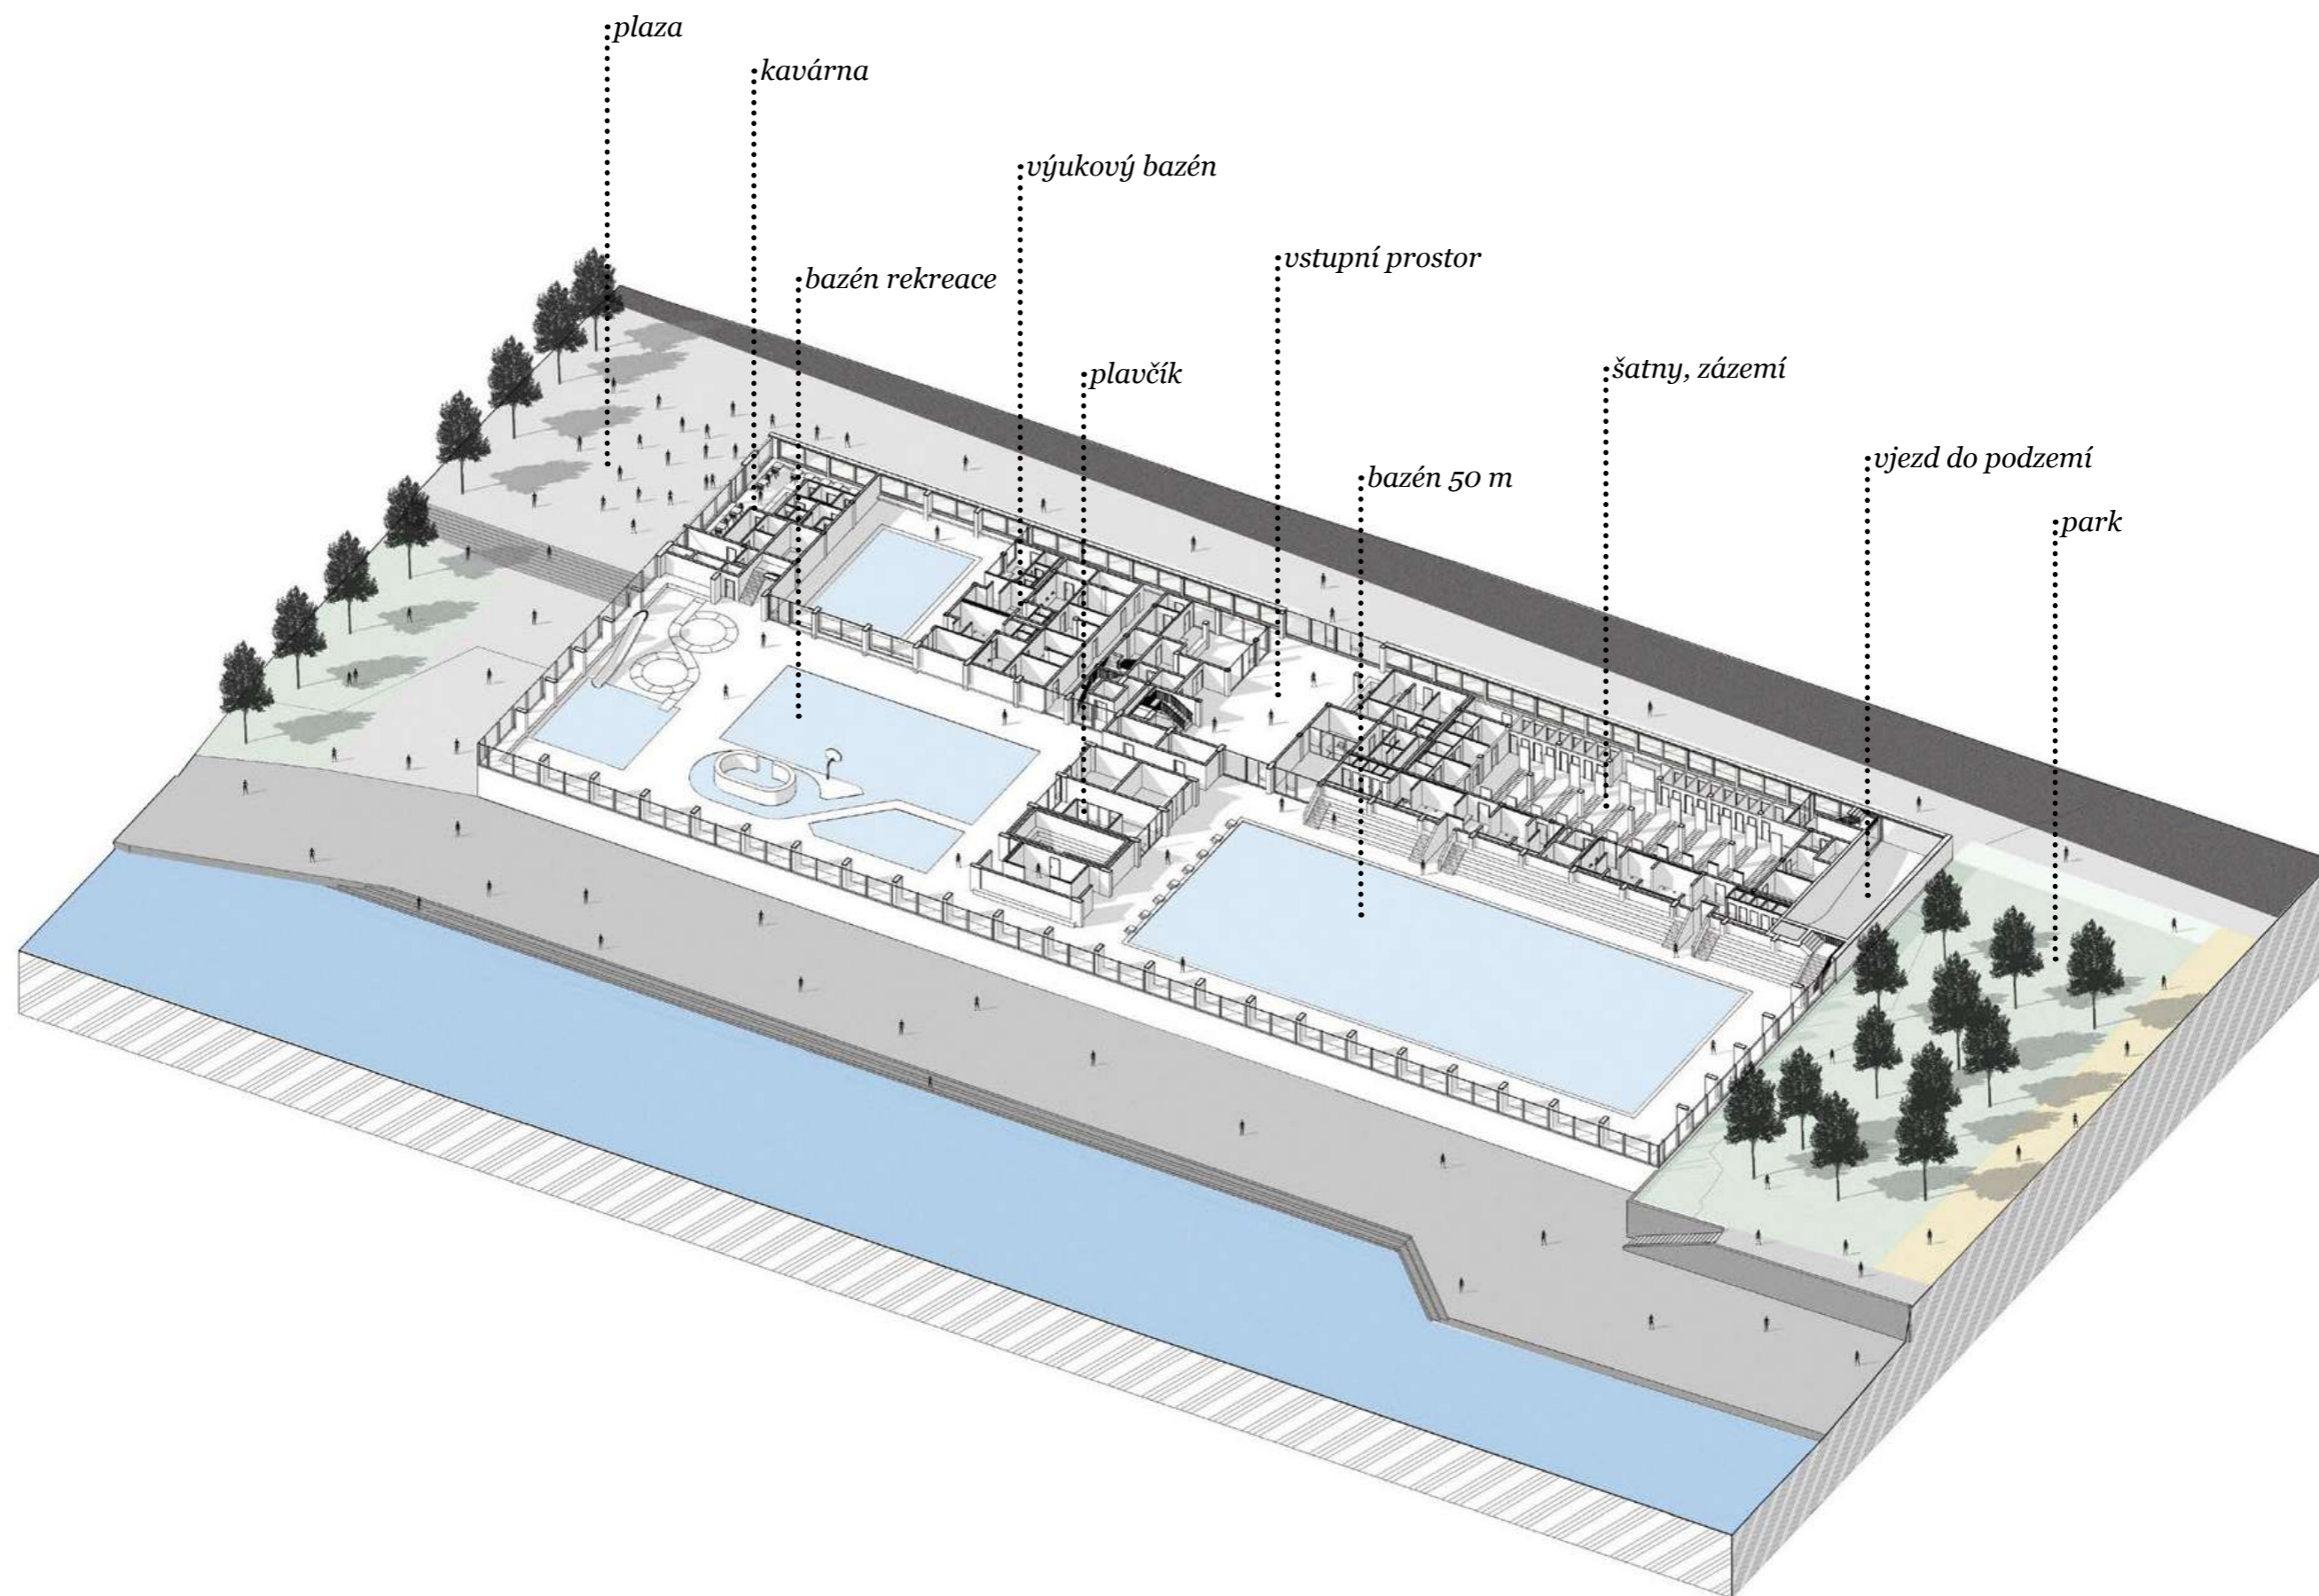 plaza
kavárna
výukový bazén
vstupní prostor
bazén rekreace
plavčík
šatny, zázemí
vjezd do podzemí
bazén 50 m
park